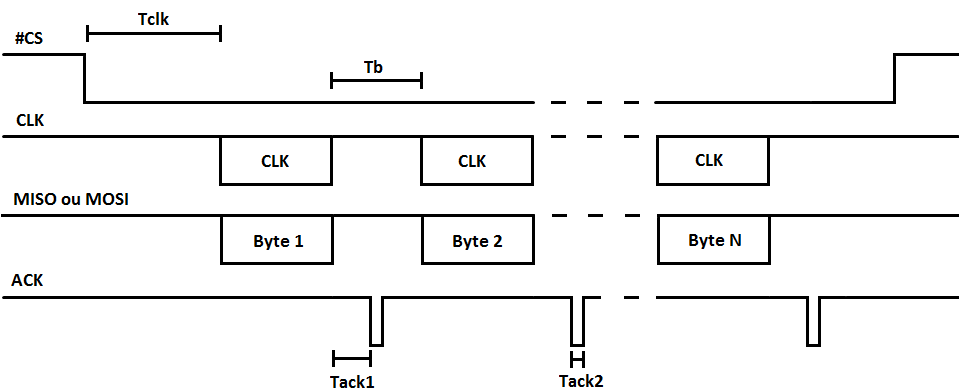 Tclk
#CS
Tb
CLK
CLK CLK CLK
MISO ou MOSI
Byte 1 Byte 2 Byte N
ACK
Tack1 Tack2